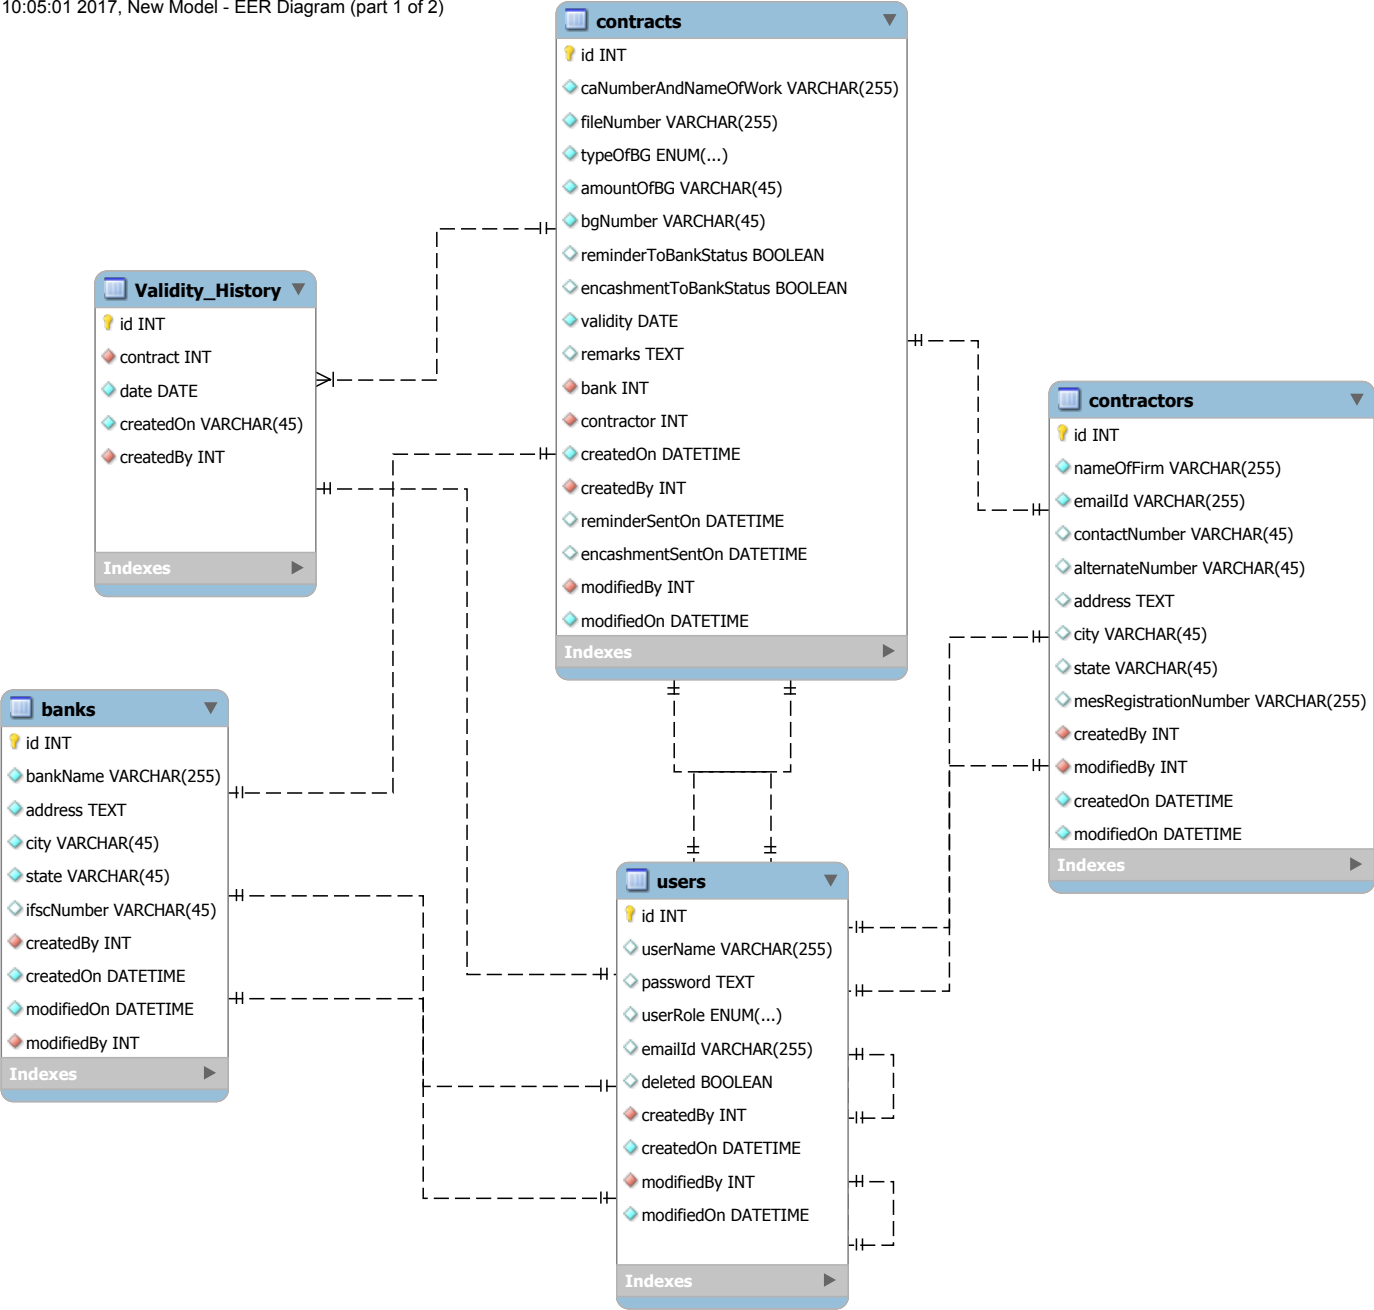 10:05:01 2017, New Model - EER Diagram (part 1 of 2)
contracts
id INT
caNumberAndNameOfWork VARCHAR(255)
fileNumber VARCHAR(255)
typeOfBG ENUM(...)
amountOfBG VARCHAR(45)
bgNumber VARCHAR(45)
reminderToBankStatus BOOLEAN
encashmentToBankStatus BOOLEAN
validity DATE
remarks TEXT
bank INT
contractor INT
createdOn DATETIME
createdBy INT
reminderSentOn DATETIME
encashmentSentOn DATETIME
modifiedBy INT
modifiedOn DATETIME
Indexes
Validity_History
id INT
contract INT
date DATE
createdOn VARCHAR(45)
createdBy INT
Indexes
contractors
id INT
nameOfFirm VARCHAR(255)
emailId VARCHAR(255)
contactNumber VARCHAR(45)
alternateNumber VARCHAR(45)
address TEXT
city VARCHAR(45)
state VARCHAR(45)
mesRegistrationNumber VARCHAR(255)
createdBy INT
modifiedBy INT
createdOn DATETIME
modifiedOn DATETIME
Indexes
banks
id INT
bankName VARCHAR(255)
address TEXT
city VARCHAR(45)
state VARCHAR(45)
ifscNumber VARCHAR(45)
createdBy INT
createdOn DATETIME
modifiedOn DATETIME
modifiedBy INT
Indexes
users
id INT
userName VARCHAR(255)
password TEXT
userRole ENUM(...)
emailId VARCHAR(255)
deleted BOOLEAN
createdBy INT
createdOn DATETIME
modifiedBy INT
modifiedOn DATETIME
Indexes